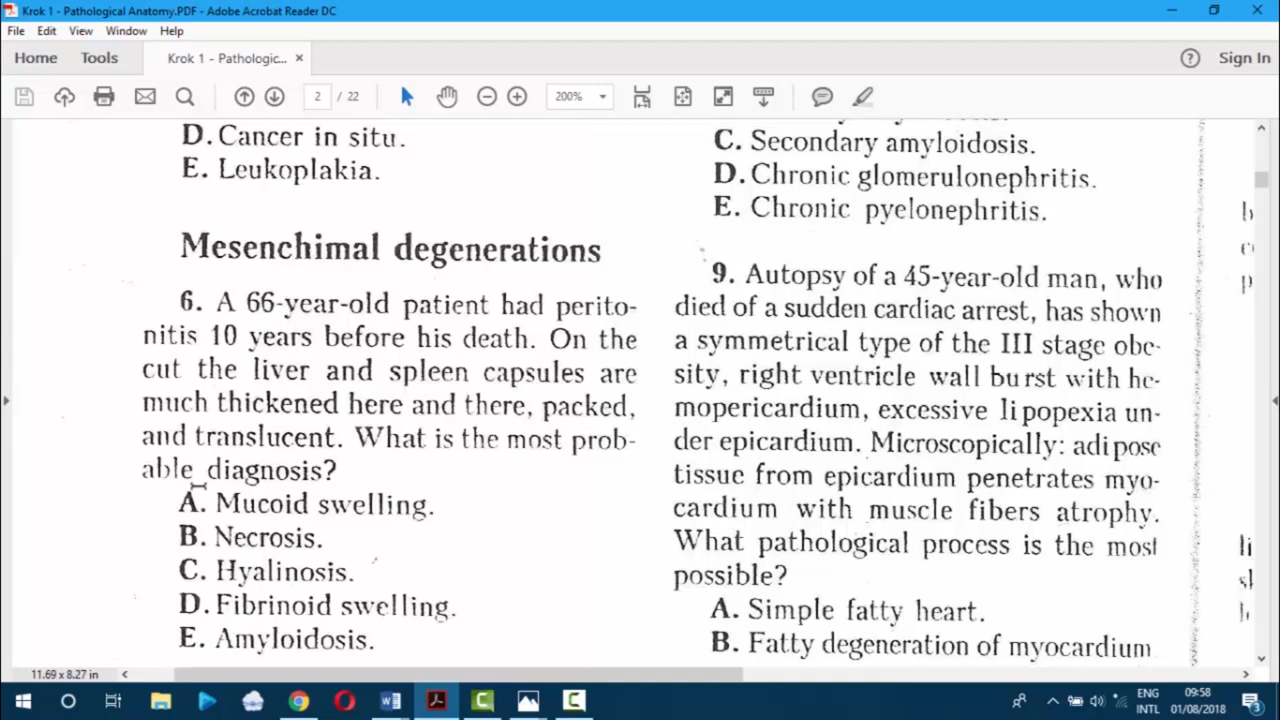 Krok 1 - Pathological Anatomy.PDF - Adobe Acrobat Reader DC
File Edit View Window Help
Home Tools Krok 1 - Pathologic... × Sign In
2 / 22 200%
D. Cancer in situ.
E. Leukoplakia.
Mesenchimal degenerations
6. A 66-year-old patient had perito-
nitis 10 years before his death. On the
cut the liver and spleen capsules are
much thickened here and there, packed,
and translucent. What is the most prob-
able diagnosis?
A. Mucoid swelling.
B. Necrosis.
C. Hyalinosis.
D. Fibrinoid swelling.
E. Amyloidosis.
C. Secondary amyloidosis.
D. Chronic glomerulonephritis.
E. Chronic pyelonephritis.
9. Autopsy of a 45-year-old man, who
died of a sudden cardiac arrest, has shown
a symmetrical type of the III stage obe-
sity, right ventricle wall burst with he-
mopericardium, excessive lipopexia un-
der epicardium. Microscopically: adipose
tissue from epicardium penetrates myo-
cardium with muscle fibers atrophy.
What pathological process is the most
possible?
A. Simple fatty heart.
B. Fatty degeneration of myocardium
11.69 x 8.27 in
ENG
INTL
09:58
01/08/2018
3